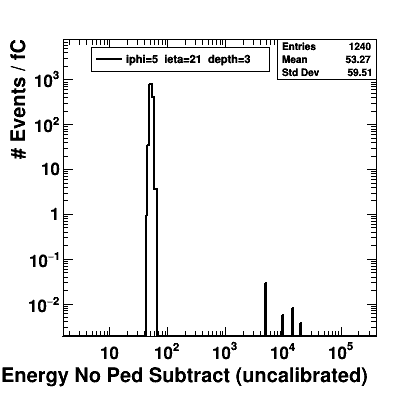 # Events / fC
iphi=5 ieta=21 depth=3
Entries 1240
Mean 53.27
Std Dev 59.51
10³
10²
10
1
10⁻¹
10⁻²
10 10² 10³ 10⁴ 10⁵
Energy No Ped Subtract (uncalibrated)